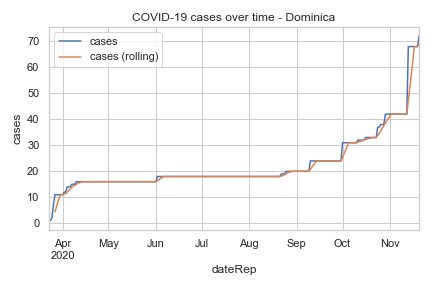 COVID-19 cases over time - Dominica
cases
cases (rolling)
cases
70
60
50
40
30
20
10
0
Apr
2020
May
Jun
Jul
Aug
Sep
Oct
Nov
dateRep